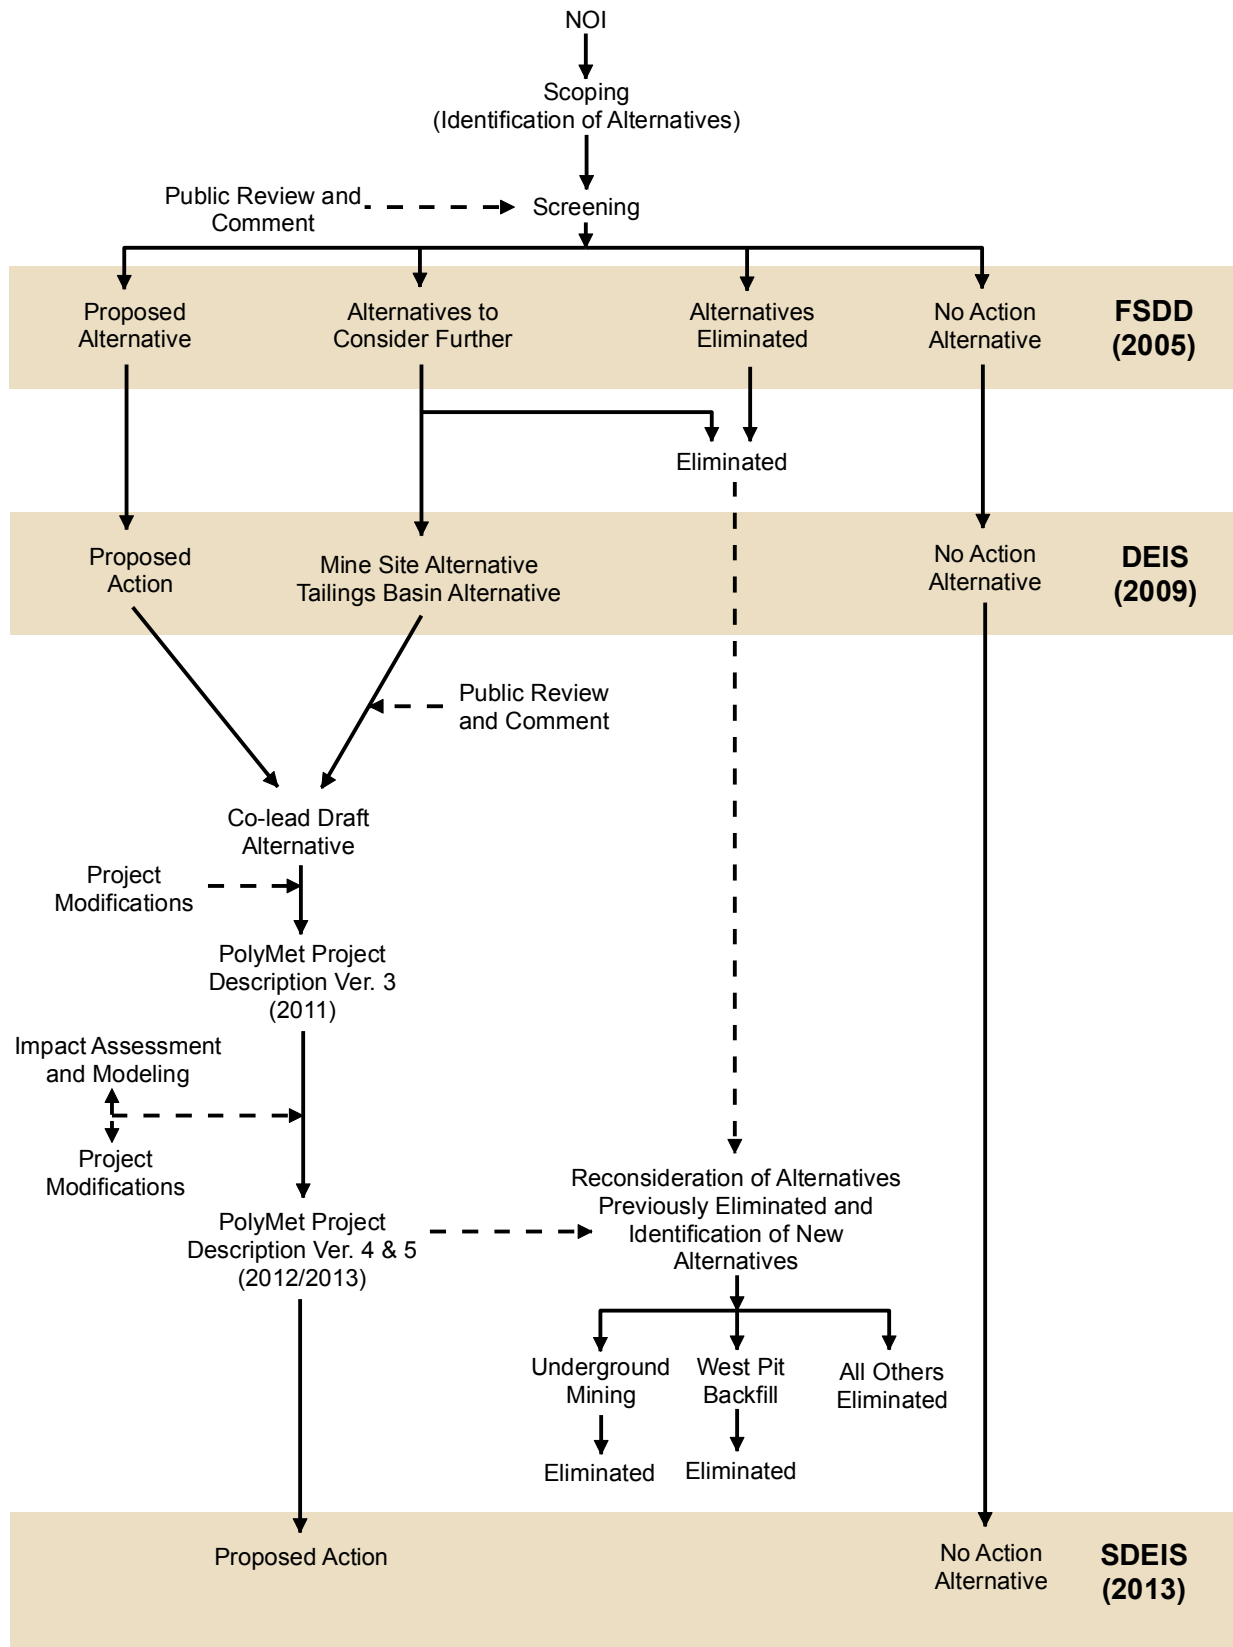 NOI
Scoping
(Identification of Alternatives)
Public Review and
Comment
Screening
Proposed
Alternative
Alternatives to
Consider Further
Alternatives
Eliminated
No Action
Alternative
FSDD
(2005)
Eliminated
Proposed
Action
Mine Site Alternative
Tailings Basin Alternative
No Action
Alternative
DEIS
(2009)
Public Review
and Comment
Co-lead Draft
Alternative
Project
Modifications
PolyMet Project
Description Ver. 3
(2011)
Impact Assessment
and Modeling
Project
Modifications
PolyMet Project
Description Ver. 4 & 5
(2012/2013)
Reconsideration of Alternatives
Previously Eliminated and
Identification of New
Alternatives
Underground
Mining
West Pit
Backfill
All Others
Eliminated
Eliminated
Eliminated
Proposed Action
No Action
Alternative
SDEIS
(2013)